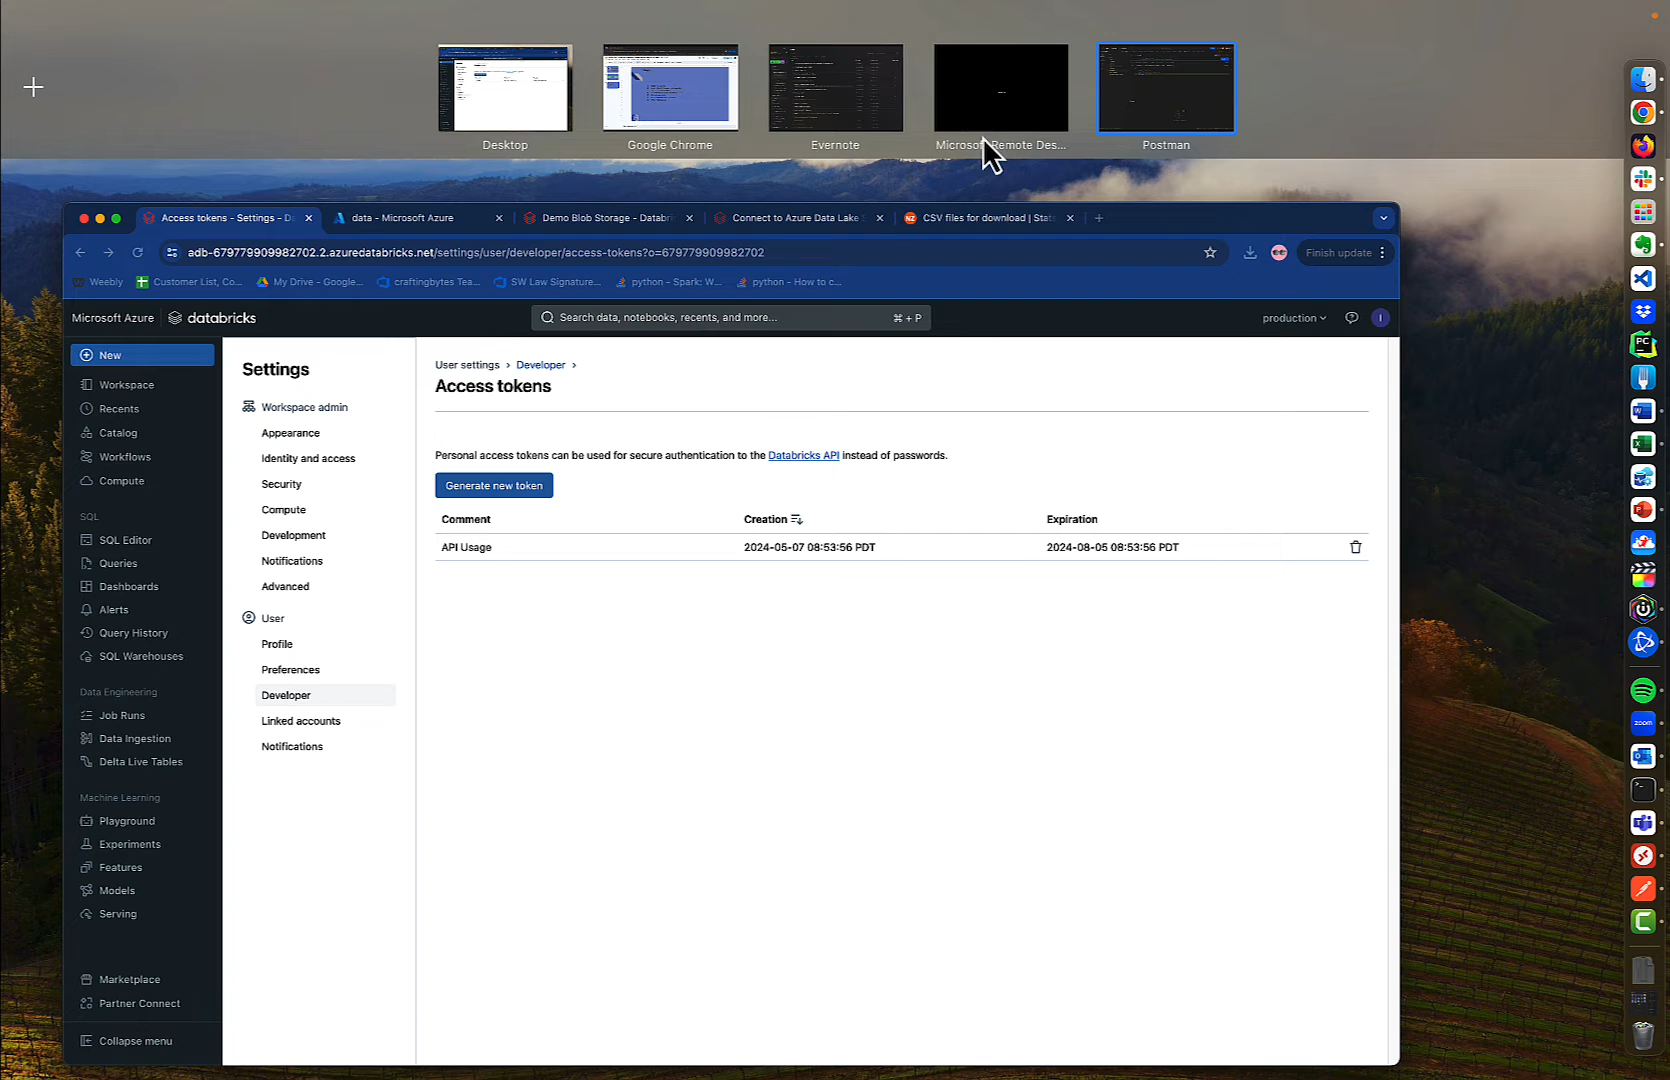 Desktop
Google Chrome
Evernote
Microsoft Remote Des...
Postman
Access tokens - Settings - D
data - Microsoft Azure
Demo Blob Storage - Databri
Connect to Azure Data Lake S
CSV files for download | Stats
adb-679779909982702.2.azuredatabricks.net/settings/user/developer/access-tokens?o=679779909982702
Finish update
Weebly
Customer List, Co...
My Drive - Google...
craftingbytes Tea...
SW Law Signature...
python - Spark: W...
python - How to c...
Microsoft Azure
databricks
Search data, notebooks, recents, and more...
⌘ + P
production
I
New
Workspace
Recents
Catalog
Workflows
Compute
SQL
SQL Editor
Queries
Dashboards
Alerts
Query History
SQL Warehouses
Data Engineering
Job Runs
Data Ingestion
Delta Live Tables
Machine Learning
Playground
Experiments
Features
Models
Serving
Marketplace
Partner Connect
Collapse menu
Settings
Workspace admin
Appearance
Identity and access
Security
Compute
Development
Notifications
Advanced
User
Profile
Preferences
Developer
Linked accounts
Notifications
User settings > Developer >
Access tokens
Personal access tokens can be used for secure authentication to the Databricks API instead of passwords.
Generate new token
Comment Creation Expiration
API Usage 2024-05-07 08:53:56 PDT 2024-08-05 08:53:56 PDT
PC
zoom